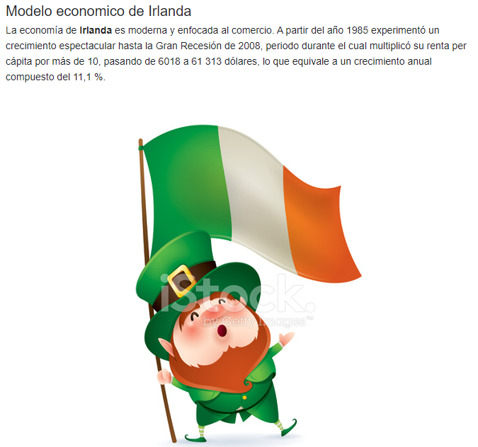 Modelo economico de Irlanda
La economía de Irlanda es moderna y enfocada al comercio. A partir del año 1985 experimentó un
crecimiento espectacular hasta la Gran Recesión de 2008, periodo durante el cual multiplicó su renta per
cápita por más de 10, pasando de 6018 a 61 313 dólares, lo que equivale a un crecimiento anual
compuesto del 11,1 %.
iStock.
by Getty Images™